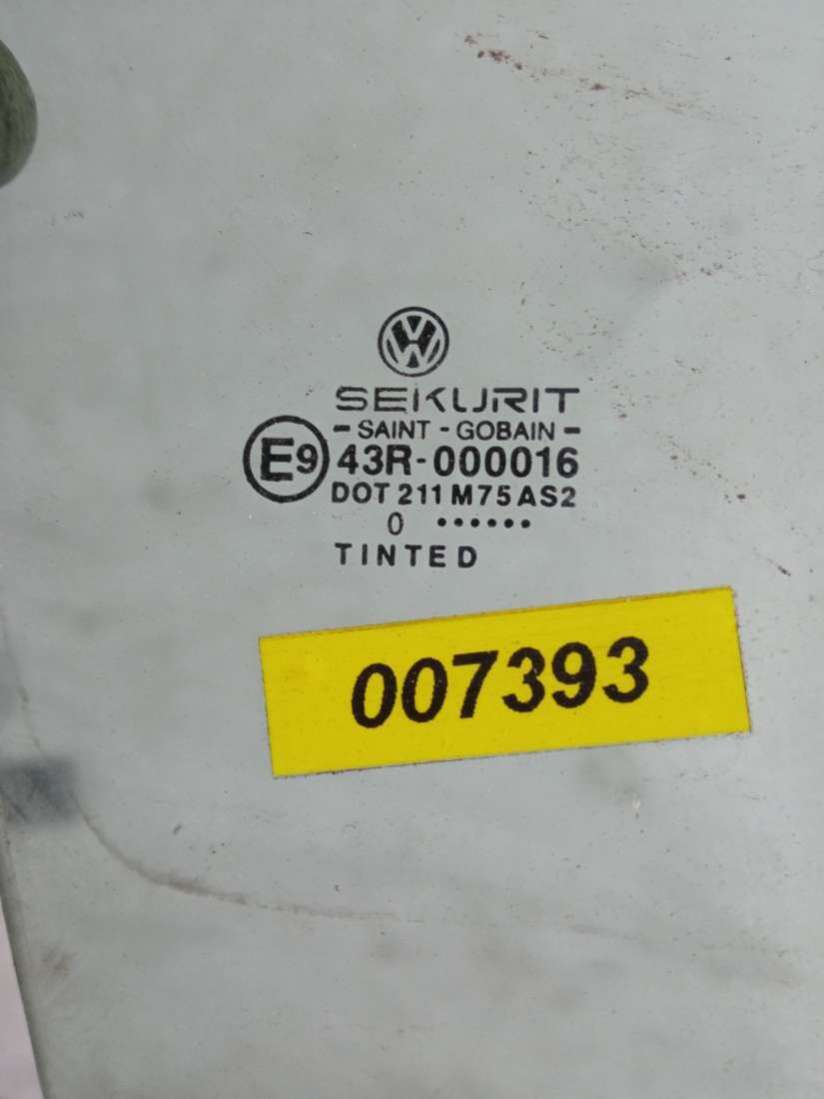 SEKURIT
- SAINT - GOBAIN -
E9 43R-000016
DOT 211 M75 AS2
0 ••••••
TINTED
007393